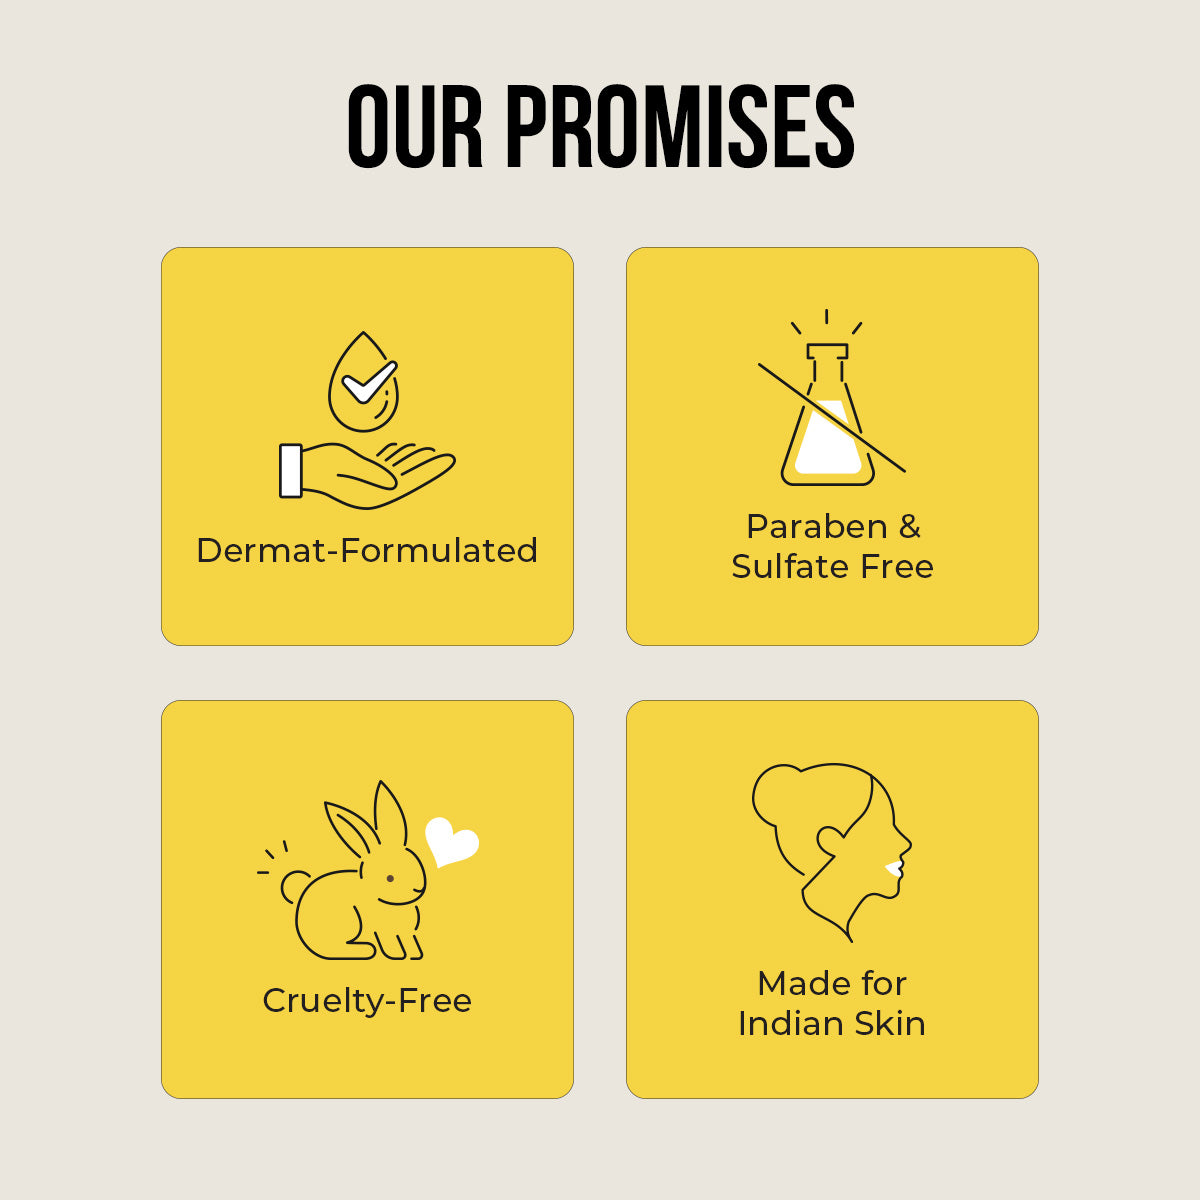 OUR PROMISES
Dermat-Formulated
Paraben &
Sulfate Free
Cruelty-Free
Made for
Indian Skin